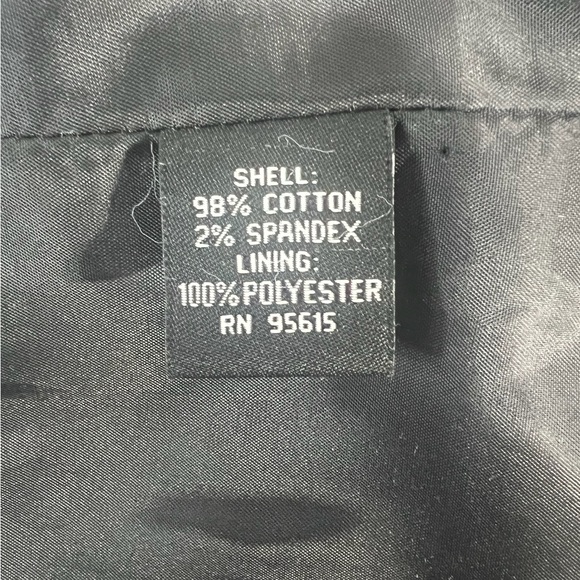 SHELL:
98% COTTON
2% SPANDEX
LINING:
100% POLYESTER
RN 95615